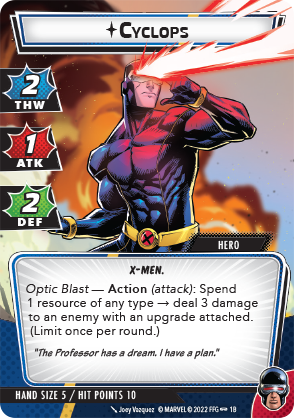 Cyclops
2
THW
1
ATK
2
DEF
HERO
X-MEN.
Optic Blast — Action (attack): Spend
1 resource of any type → deal 3 damage
to an enemy with an upgrade attached.
(Limit once per round.)
"The Professor has a dream. I have a plan."
HAND SIZE 5 / HIT POINTS 10
Joey Vazquez © MARVEL © 2022 FFG 1B